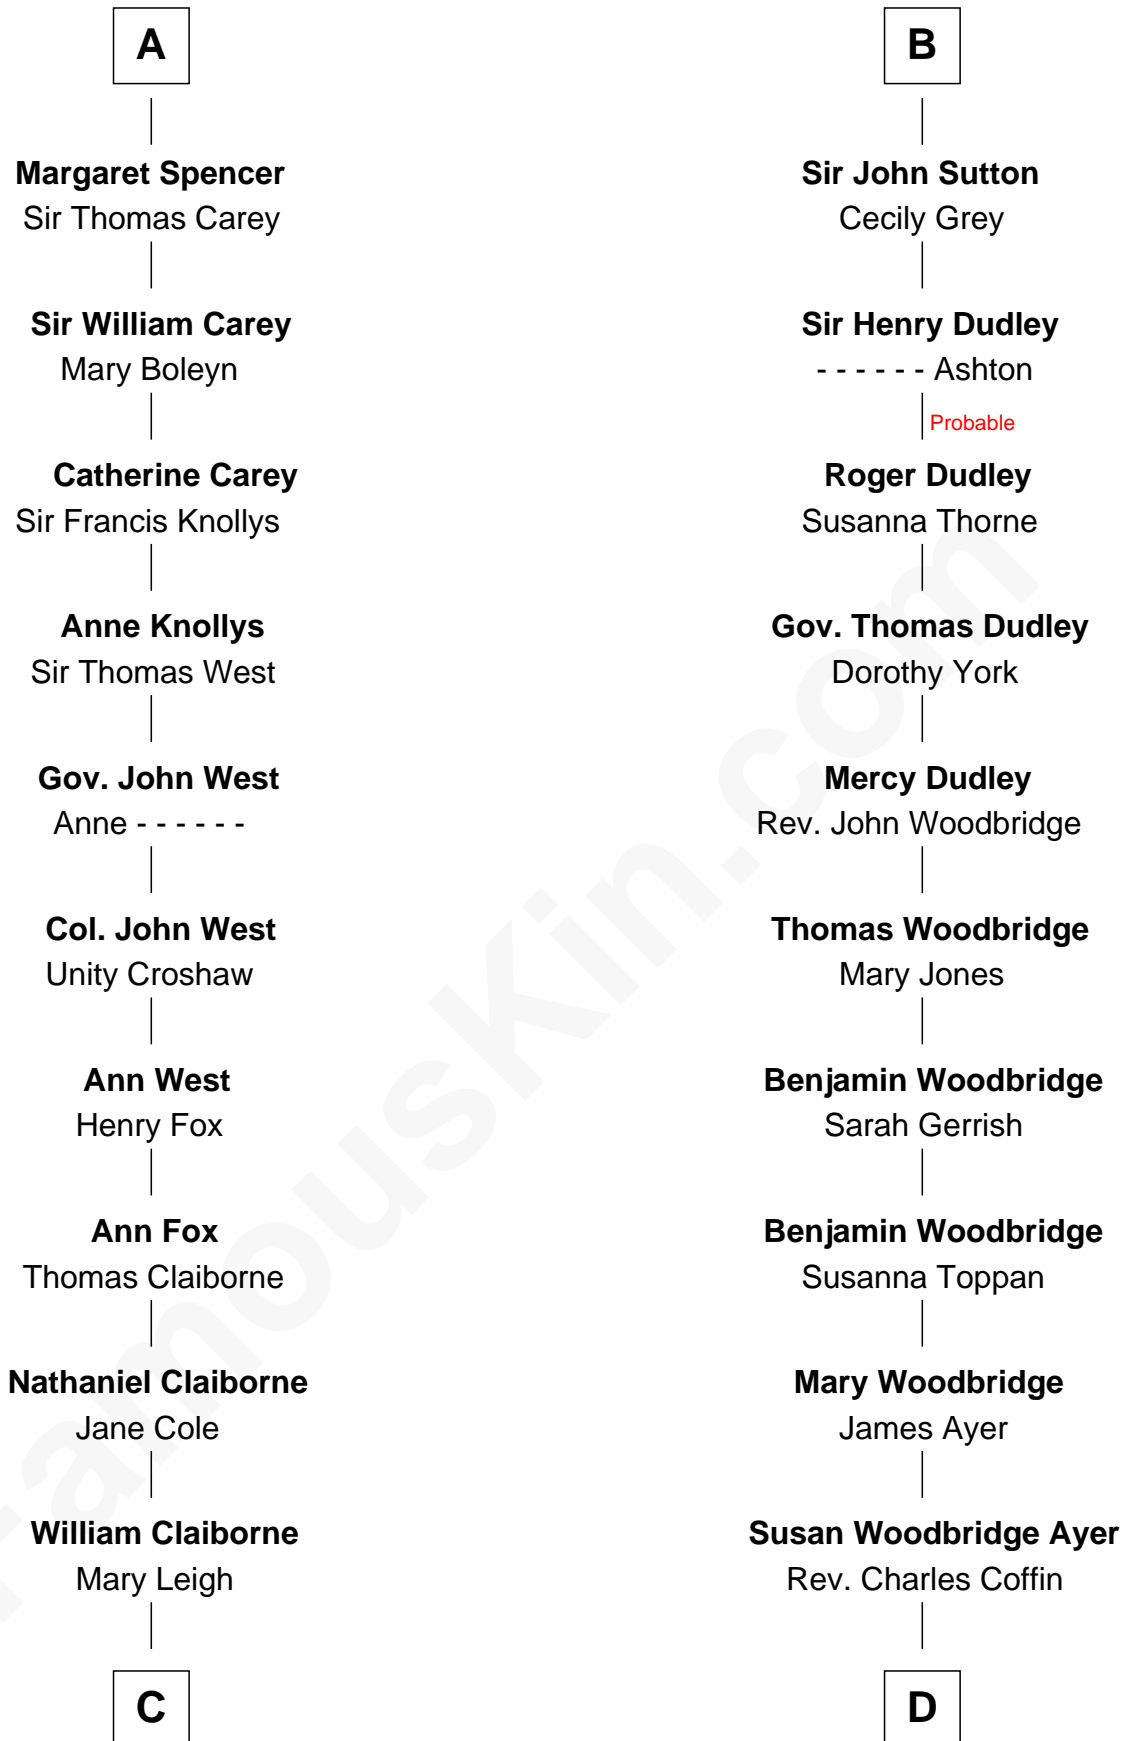 A
Margaret Spencer
Sir Thomas Carey
Sir William Carey
Mary Boleyn
Catherine Carey
Sir Francis Knollys
Anne Knollys
Sir Thomas West
Gov. John West
Anne - - - - - -
Col. John West
Unity Croshaw
Ann West
Henry Fox
Ann Fox
Thomas Claiborne
Nathaniel Claiborne
Jane Cole
William Claiborne
Mary Leigh
C
B
Sir John Sutton
Cecily Grey
Sir Henry Dudley
- - - - - - Ashton
Probable
Roger Dudley
Susanna Thorne
Gov. Thomas Dudley
Dorothy York
Mercy Dudley
Rev. John Woodbridge
Thomas Woodbridge
Mary Jones
Benjamin Woodbridge
Sarah Gerrish
Benjamin Woodbridge
Susanna Toppan
Mary Woodbridge
James Ayer
Susan Woodbridge Ayer
Rev. Charles Coffin
D
FamousKin.com